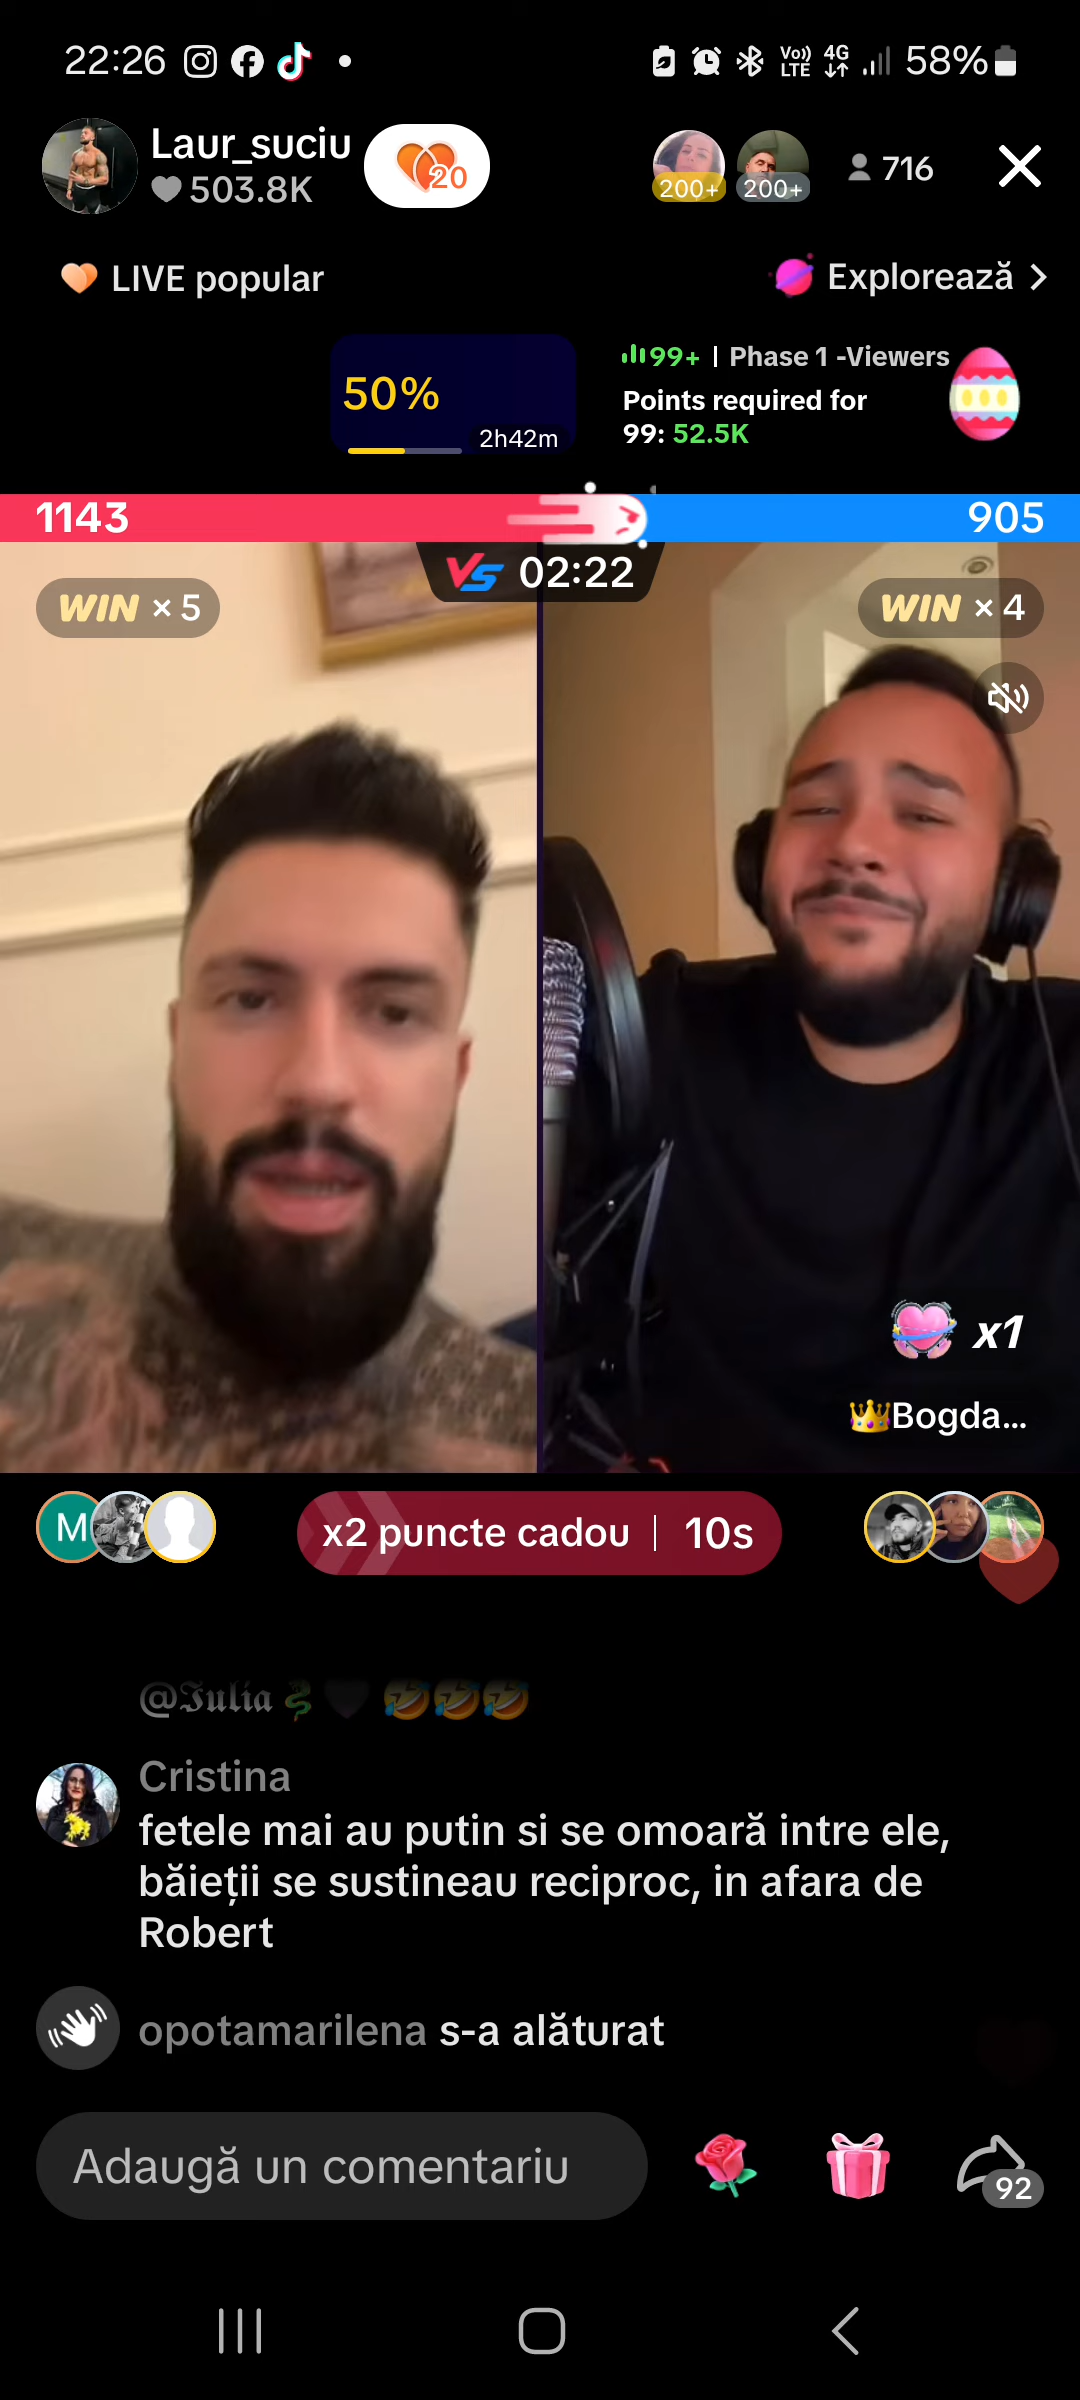 22:26
Vo)) LTE 4G 58%
Laur_suciu
503.8K
20
200+ 200+ 716
LIVE popular
Explorează
50%
2h42m
99+ | Phase 1 -Viewers
Points required for
99: 52.5K
1143
905
VS 02:22
WIN × 5
WIN × 4
x1
Bogda...
M
x2 puncte cadou | 10s
@𝕴𝖚𝖑𝖎𝖆🐉🖤 🤣🤣🤣
Cristina
fetele mai au putin si se omoară intre ele,
băieții se sustineau reciproc, in afara de
Robert
opotamarilena s-a alăturat
Adaugă un comentariu
92